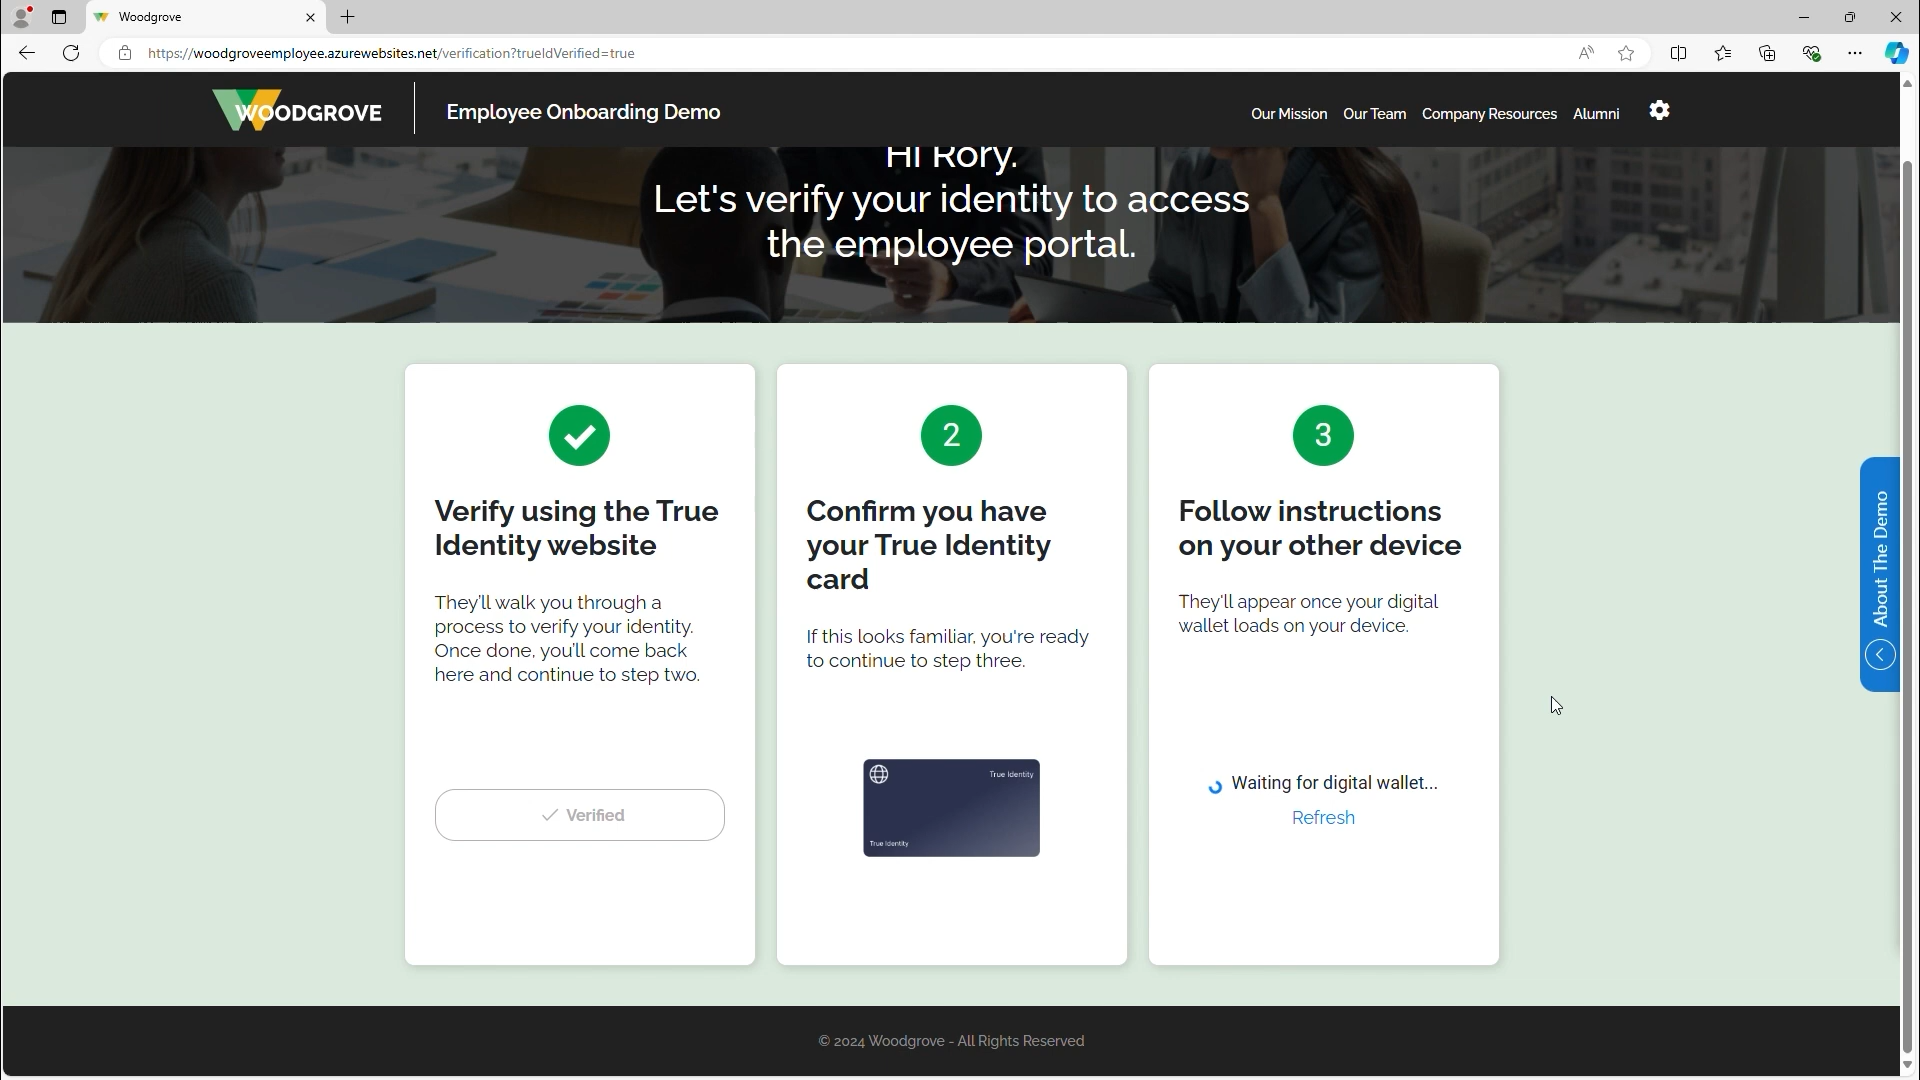 Woodgrove
https://woodgroveemployee.azurewebsites.net/verification?trueIdVerified=true
WOODGROVE
Employee Onboarding Demo
Our Mission
Our Team
Company Resources
Alumni
Hi Rory.
Let's verify your identity to access
the employee portal.
Verify using the True
Identity website
They'll walk you through a
process to verify your identity.
Once done, you'll come back
here and continue to step two.
Verified
2
Confirm you have
your True Identity
card
If this looks familiar, you're ready
to continue to step three.
True Identity
True Identity
3
Follow instructions
on your other device
They'll appear once your digital
wallet loads on your device.
Waiting for digital wallet...
Refresh
About The Demo
© 2024 Woodgrove - All Rights Reserved